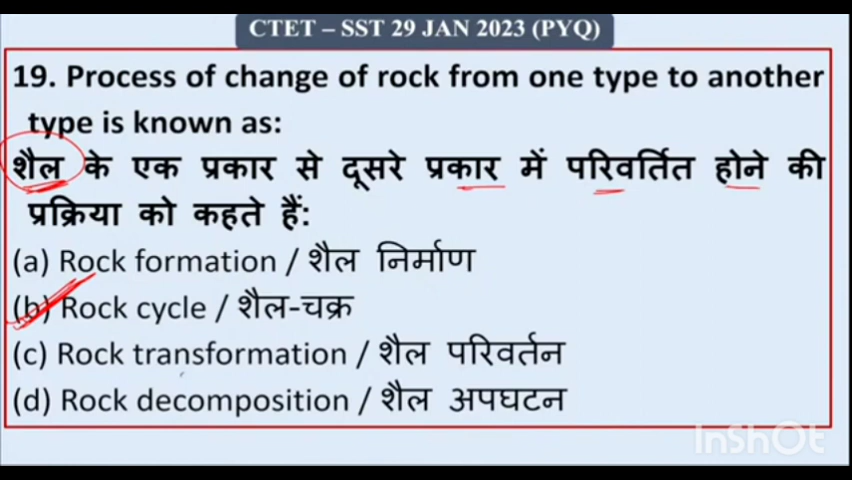 CTET – SST 29 JAN 2023 (PYQ)
19. Process of change of rock from one type to another
type is known as:
शैल के एक प्रकार से दूसरे प्रकार में परिवर्तित होने की
प्रक्रिया को कहते हैं:
(a) Rock formation / शैल निर्माण
(b) Rock cycle / शैल-चक्र
(c) Rock transformation / शैल परिवर्तन
(d) Rock decomposition / शैल अपघटन
InShOt